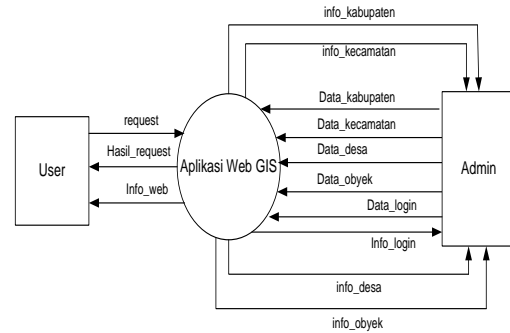 info_kabupaten
info_kecamatan
Data_kabupaten
request
Data_kecamatan
Hasil_request
Data_desa
User
Aplikasi Web GIS
Admin
Info_web
Data_obyek
Data_login
Info_login
info_desa
info_obyek